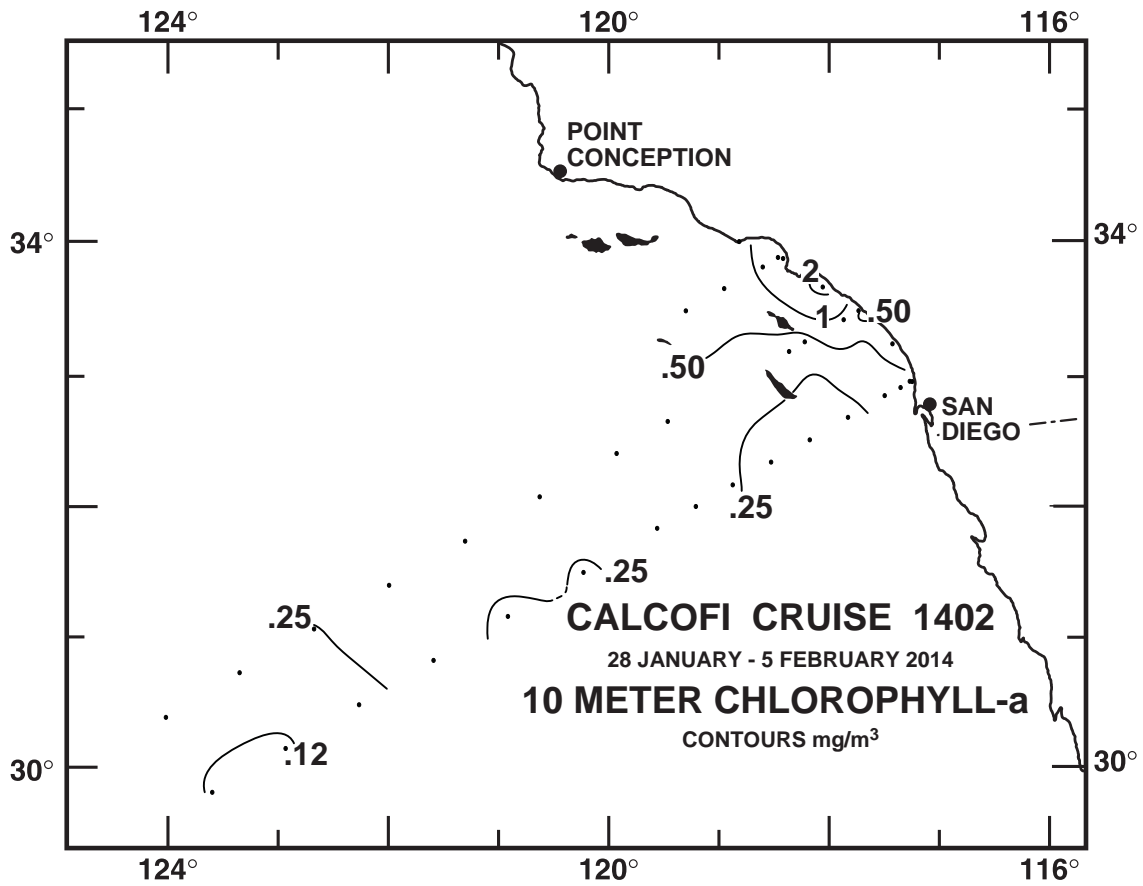 124° 120° 116°
POINT
CONCEPTION
34° 34°
2
1 .50
.50
SAN
DIEGO
.25
.25
.25
CALCOFI CRUISE 1402
28 JANUARY - 5 FEBRUARY 2014
10 METER CHLOROPHYLL-a
CONTOURS mg/m³
.12
30° 30°
124° 120° 116°